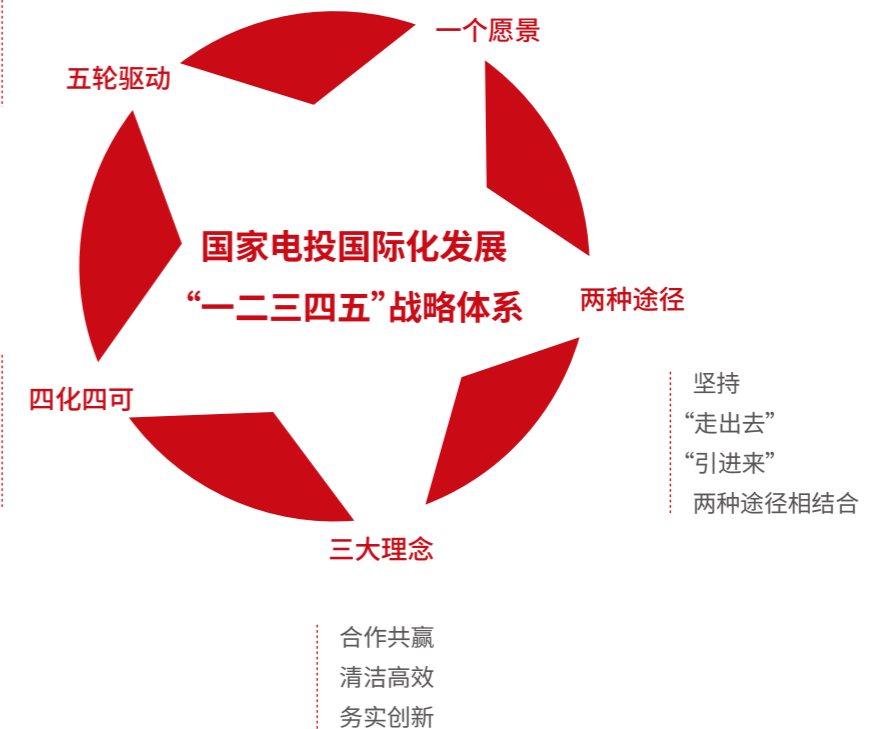 一个愿景
五轮驱动
国家电投国际化发展
“一二三四五”战略体系
两种途径
坚持
“走出去”
“引进来”
两种途径相结合
四化四可
三大理念
合作共赢
清洁高效
务实创新